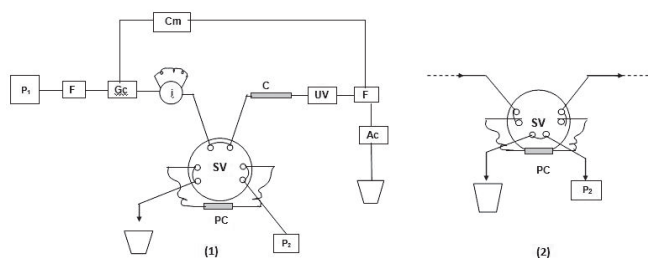 Cm
P₁
F
Gc
i
C
UV
F
Ac
SV
PC
P₂
(1)
SV
PC
P₂
(2)